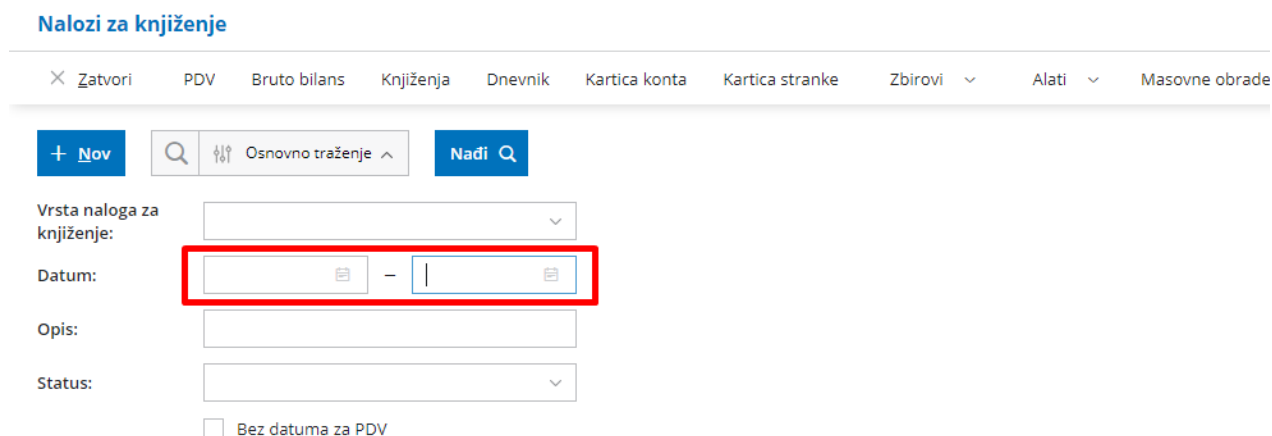 Nalozi za knjiženje
Zatvori PDV Bruto bilans Knjiženja Dnevnik Kartica konta Kartica stranke Zbirovi Alati Masovne obrade
+ Nov Osnovno traženje Nađi
Vrsta naloga za
knjiženje:
Datum: –
Opis:
Status:
Bez datuma za PDV